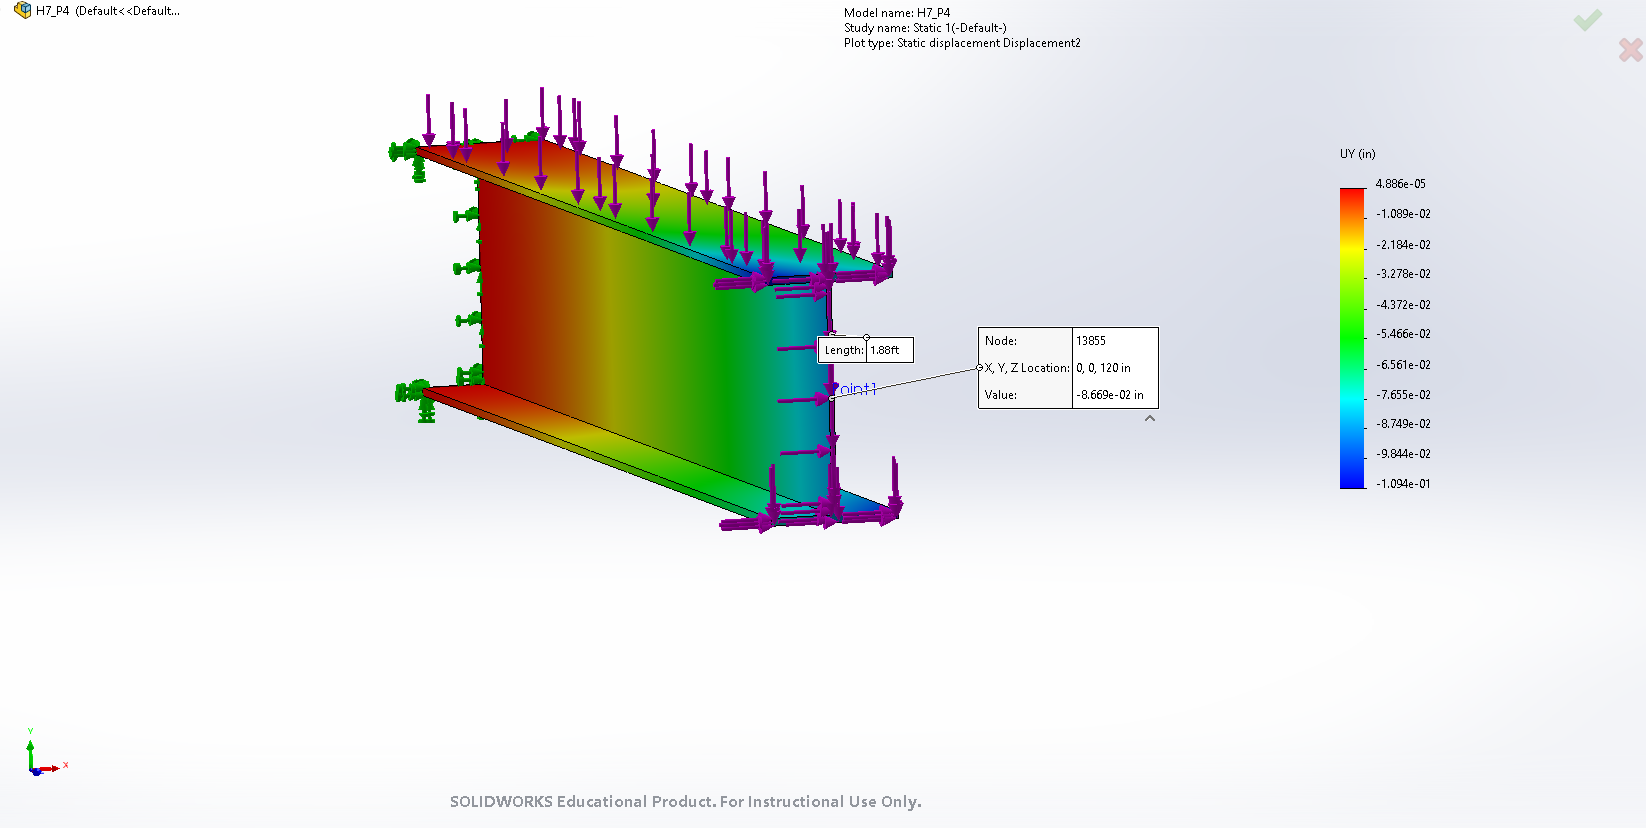 H7_P4 (Default<<Default...
Model name: H7_P4
Study name: Static 1(-Default-)
Plot type: Static displacement Displacement2
UY (in)
4.886e-05
-1.089e-02
-2.184e-02
-3.278e-02
-4.372e-02
-5.466e-02
-6.561e-02
-7.655e-02
-8.749e-02
-9.844e-02
-1.094e-01
Length: 1.88ft
Node: 13855
X, Y, Z Location: 0, 0, 120 in
Value: -8.669e-02 in
Y
X
SOLIDWORKS Educational Product. For Instructional Use Only.